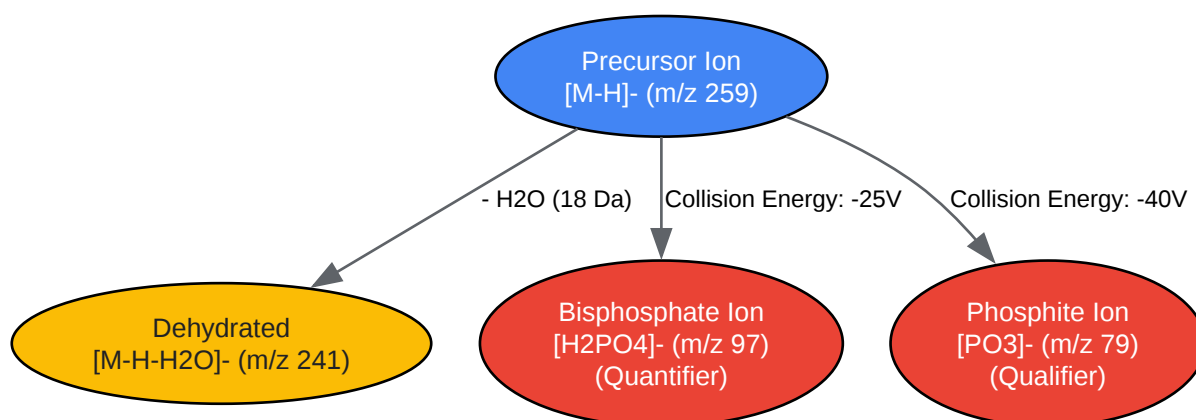 Precursor Ion
[M-H]- (m/z 259)
- H2O (18 Da)
Collision Energy: -25V
Collision Energy: -40V
Dehydrated
[M-H-H2O]- (m/z 241)
Bisphosphate Ion
[H2PO4]- (m/z 97)
(Quantifier)
Phosphite Ion
[PO3]- (m/z 79)
(Qualifier)